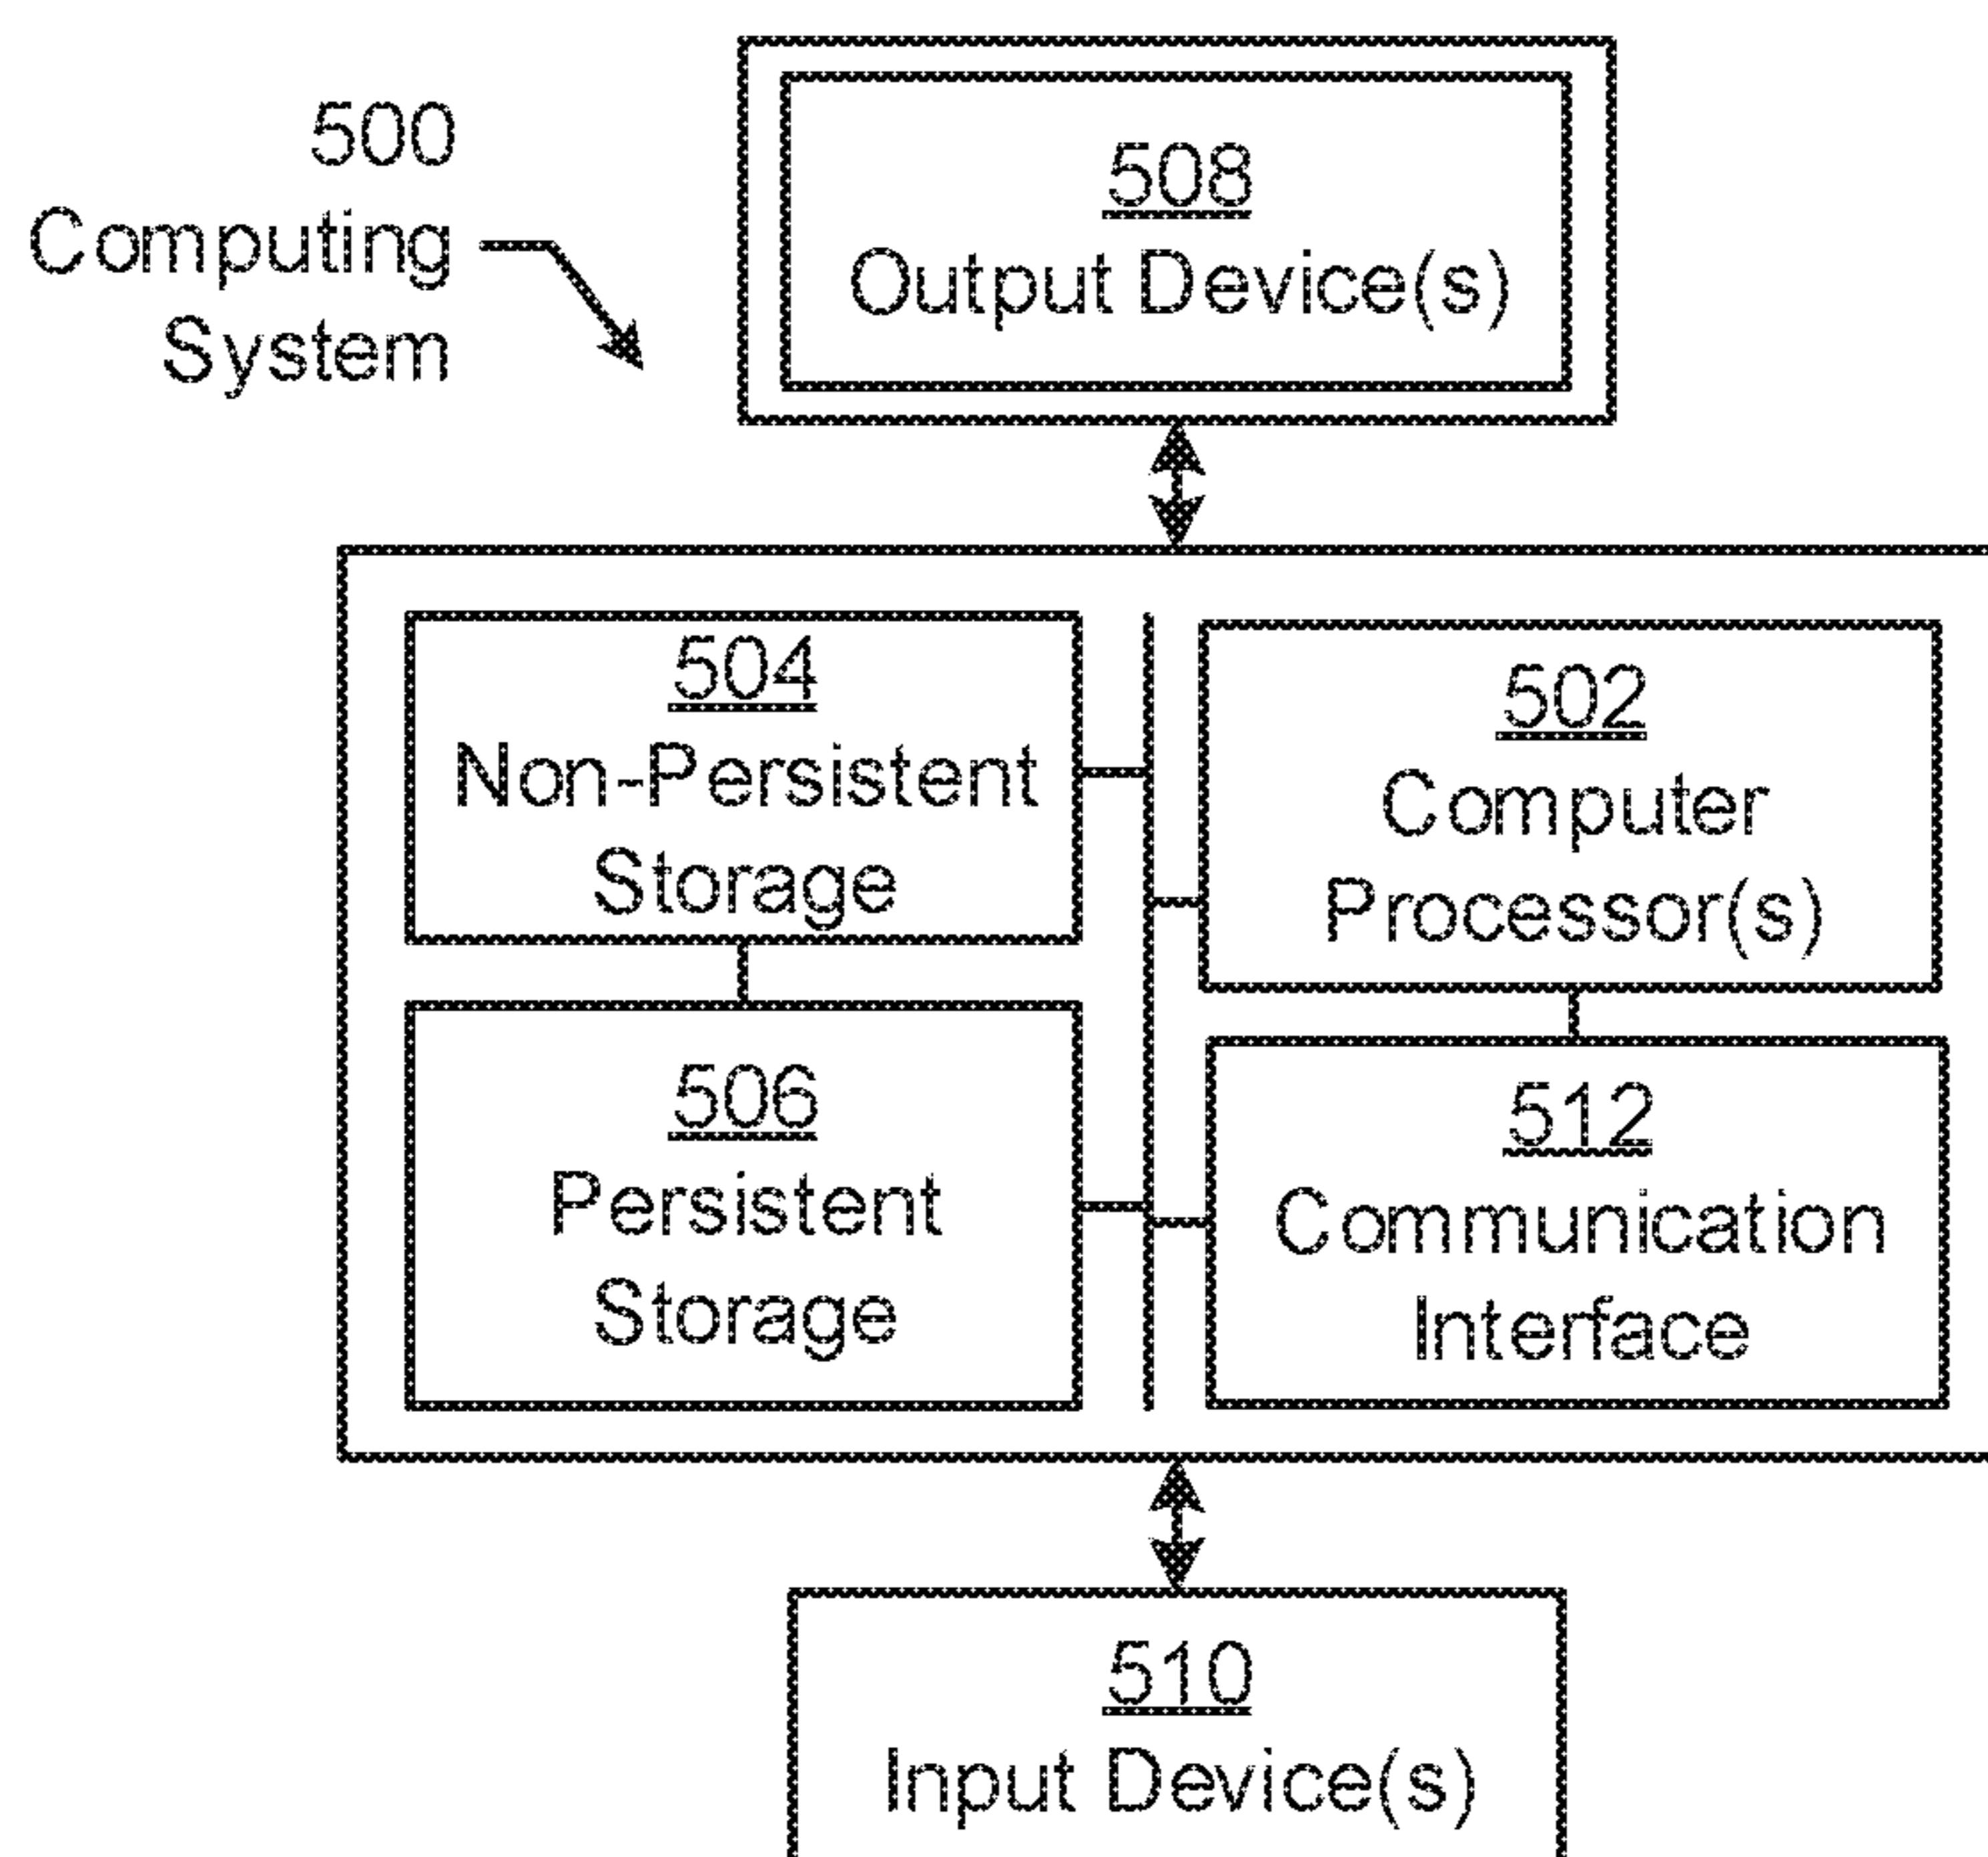 500
Computing
System
508
Output Device(s)
504
Non-Persistent
Storage
502
Computer
Processor(s)
506
Persistent
Storage
512
Communication
Interface
510
Input Device(s)